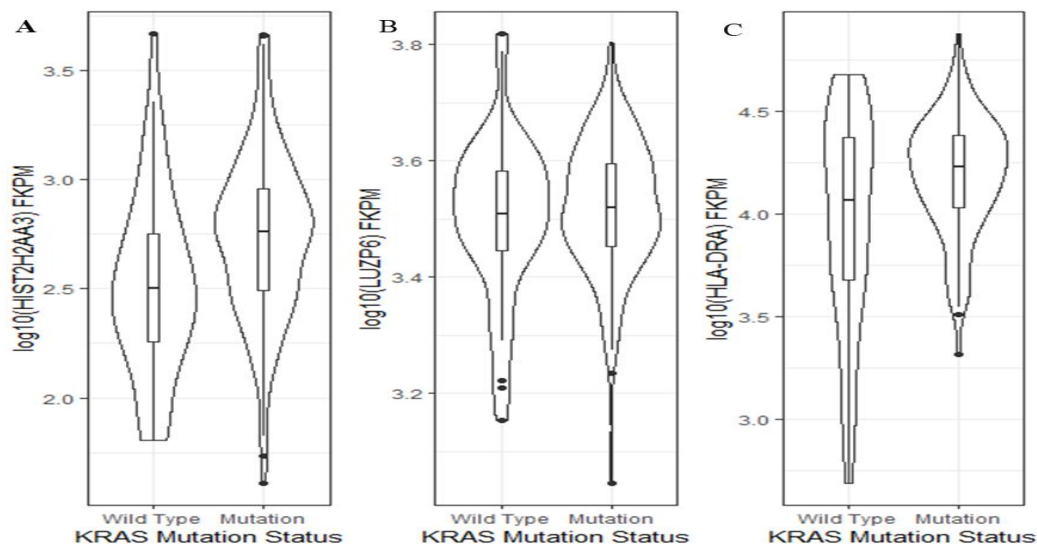 A
log10(HIST2H2AA3) FKPM
3.5
3.0
2.5
2.0
Wild Type Mutation
KRAS Mutation Status
B
log10(LUZP6) FKPM
3.8
3.6
3.4
3.2
Wild Type Mutation
KRAS Mutation Status
C
log10(HLA-DRA) FKPM
4.5
4.0
3.5
3.0
Wild Type Mutation
KRAS Mutation Status